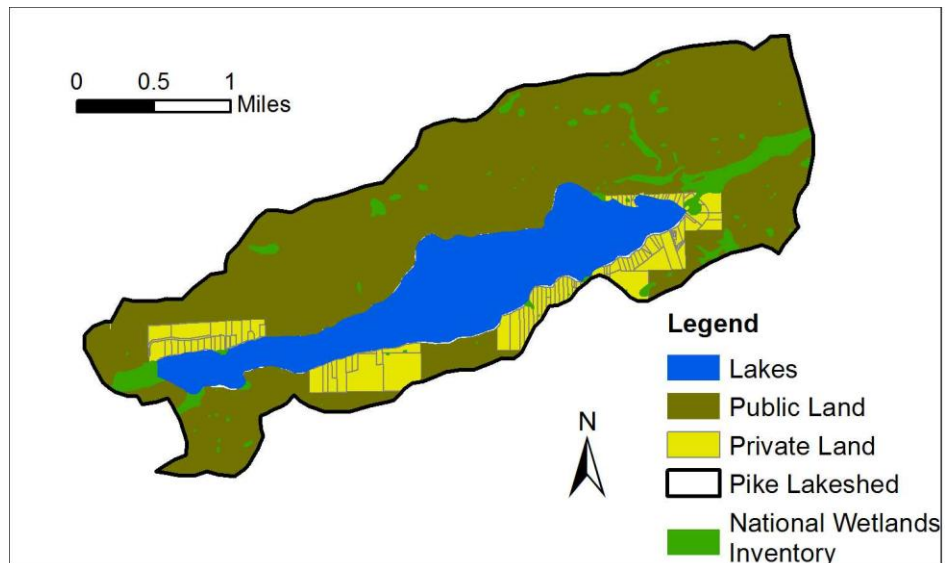 0 0.5 1
Miles
Legend
Lakes
Public Land
N
Private Land
Pike Lakeshed
National Wetlands
Inventory